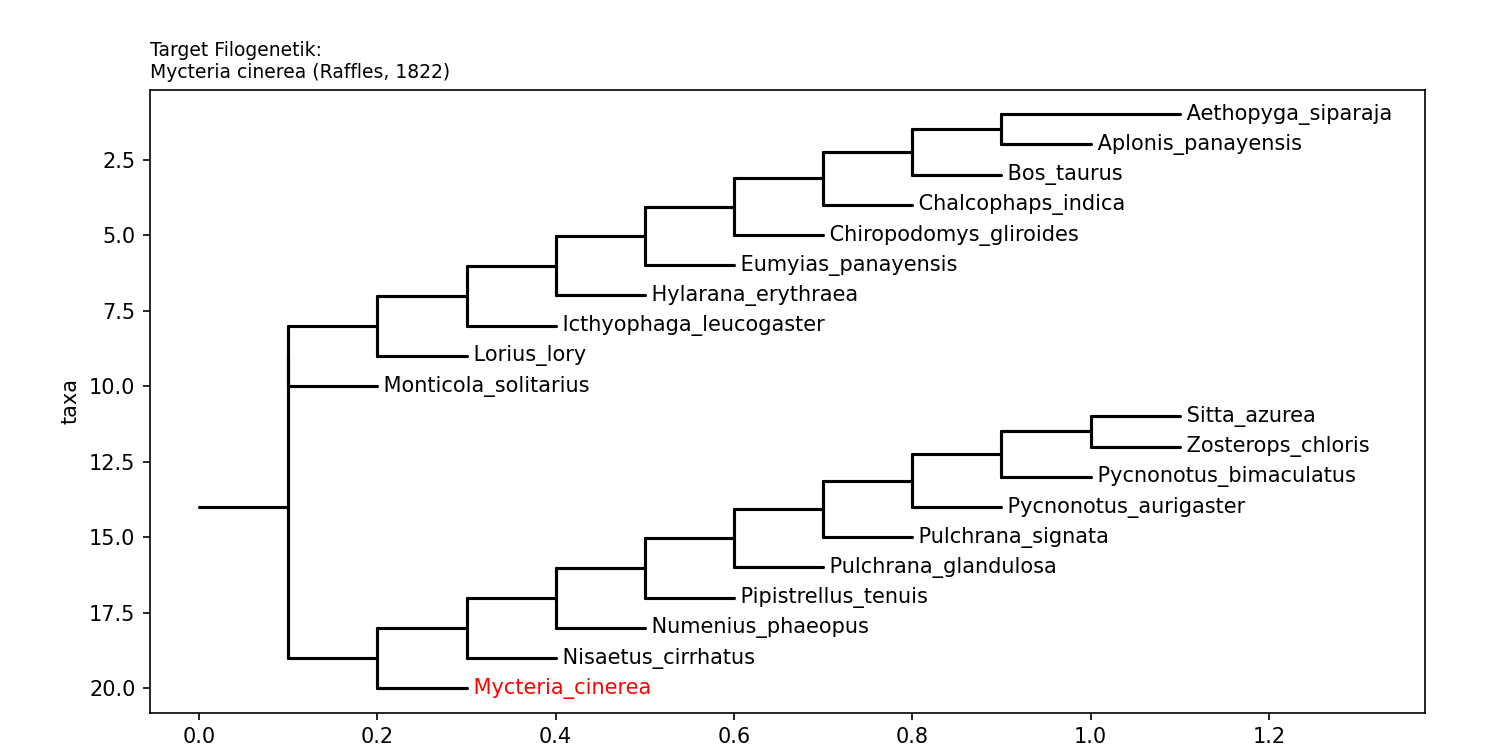 Target Filogenetik:
Mycteria cinerea (Raffles, 1822)
Aethopyga_siparaja
Aplonis_panayensis
2.5
Bos_taurus
Chalcophaps_indica
5.0
Chiropodomys_gliroides
Eumyias_panayensis
Hylarana_erythraea
7.5
Icthyophaga_leucogaster
Lorius_lory
10.0
Monticola_solitarius
taxa
Sitta_azurea
Zosterops_chloris
12.5
Pycnonotus_bimaculatus
Pycnonotus_aurigaster
15.0
Pulchrana_signata
Pulchrana_glandulosa
Pipistrellus_tenuis
17.5
Numenius_phaeopus
Nisaetus_cirrhatus
20.0
Mycteria_cinerea
0.0 0.2 0.4 0.6 0.8 1.0 1.2